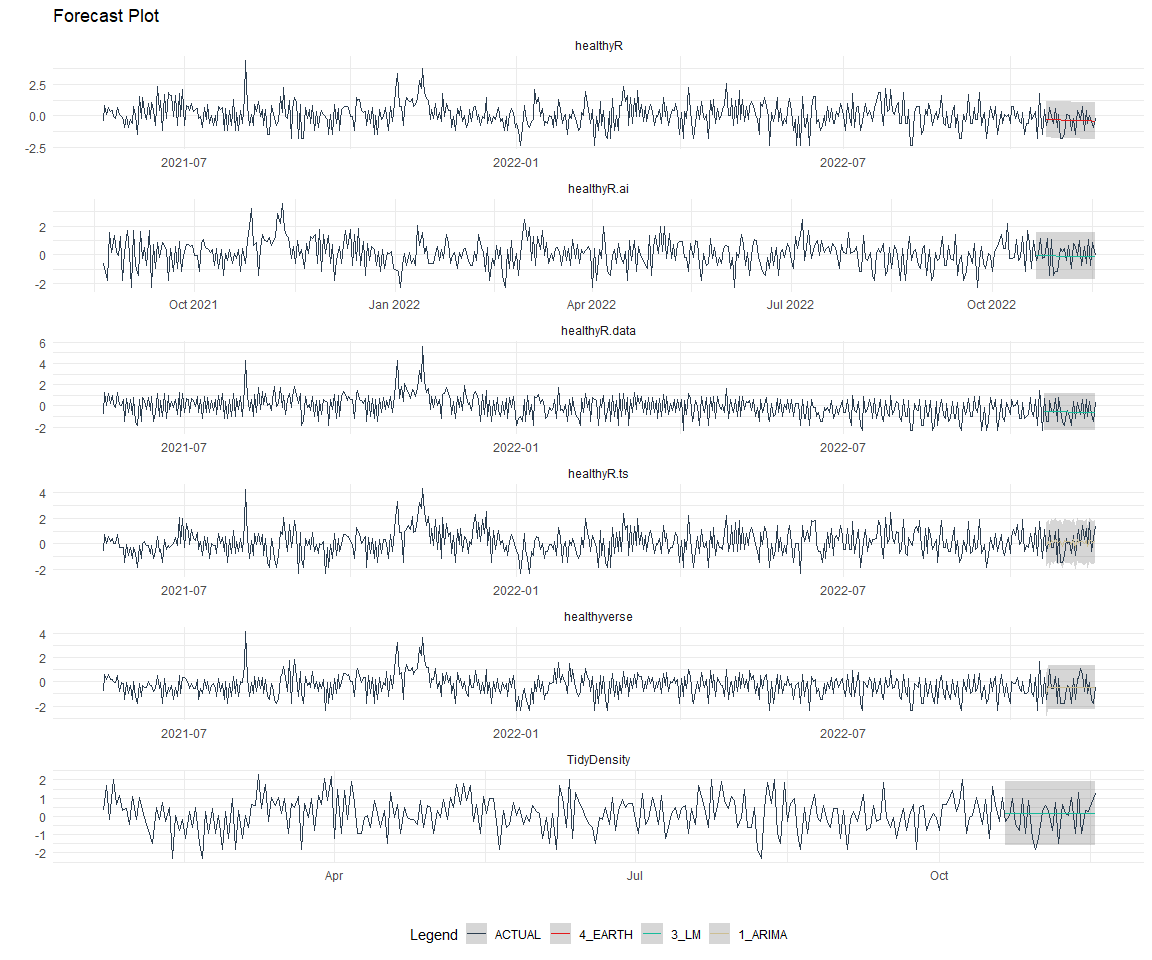 Forecast Plot
healthyR
2.5
0.0
-2.5
2021-07 2022-01 2022-07
healthyR.ai
2
0
-2
Oct 2021 Jan 2022 Apr 2022 Jul 2022 Oct 2022
healthyR.data
6
4
2
0
-2
2021-07 2022-01 2022-07
healthyR.ts
4
2
0
-2
2021-07 2022-01 2022-07
healthyverse
4
2
0
-2
2021-07 2022-01 2022-07
TidyDensity
2
1
0
-1
-2
Apr Jul Oct
Legend ACTUAL 4_EARTH 3_LM 1_ARIMA